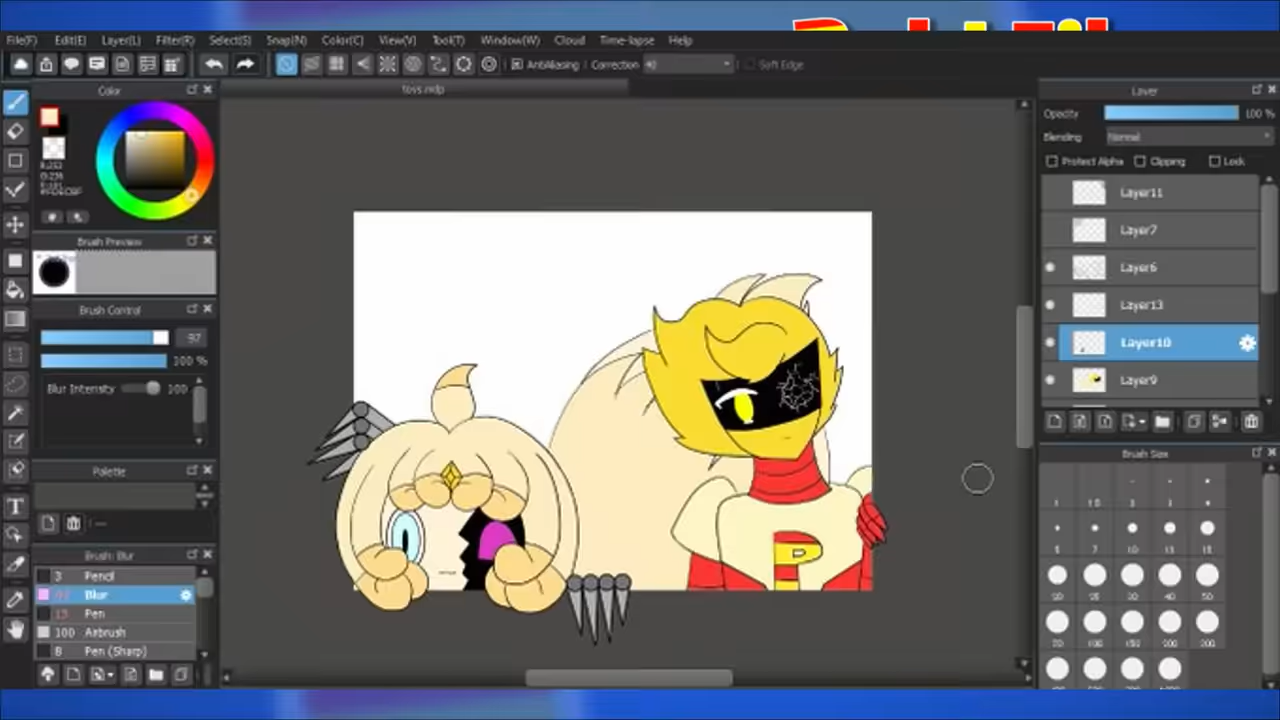 File(F) Edit(E) Layer(L) Filter(R) Select(S) Snap(N) Color(C) View(V) Tool(T) Window(W) Cloud Time-lapse Help
AntiAliasing Correction Soft Edge
Color
toys.mdp
Layer
Opacity 100 %
Blending Normal
Protect Alpha Clipping Lock
Layer11
Layer7
Layer6
Layer13
Layer10
Layer9
Brush Preview
Brush Control
97
100 %
Blur Intensity 100
Palette
Brush: Blur
3 Pencil
Blur
15 Pen
100 Airbrush
8 Pen (Sharp)
Brush Size
P